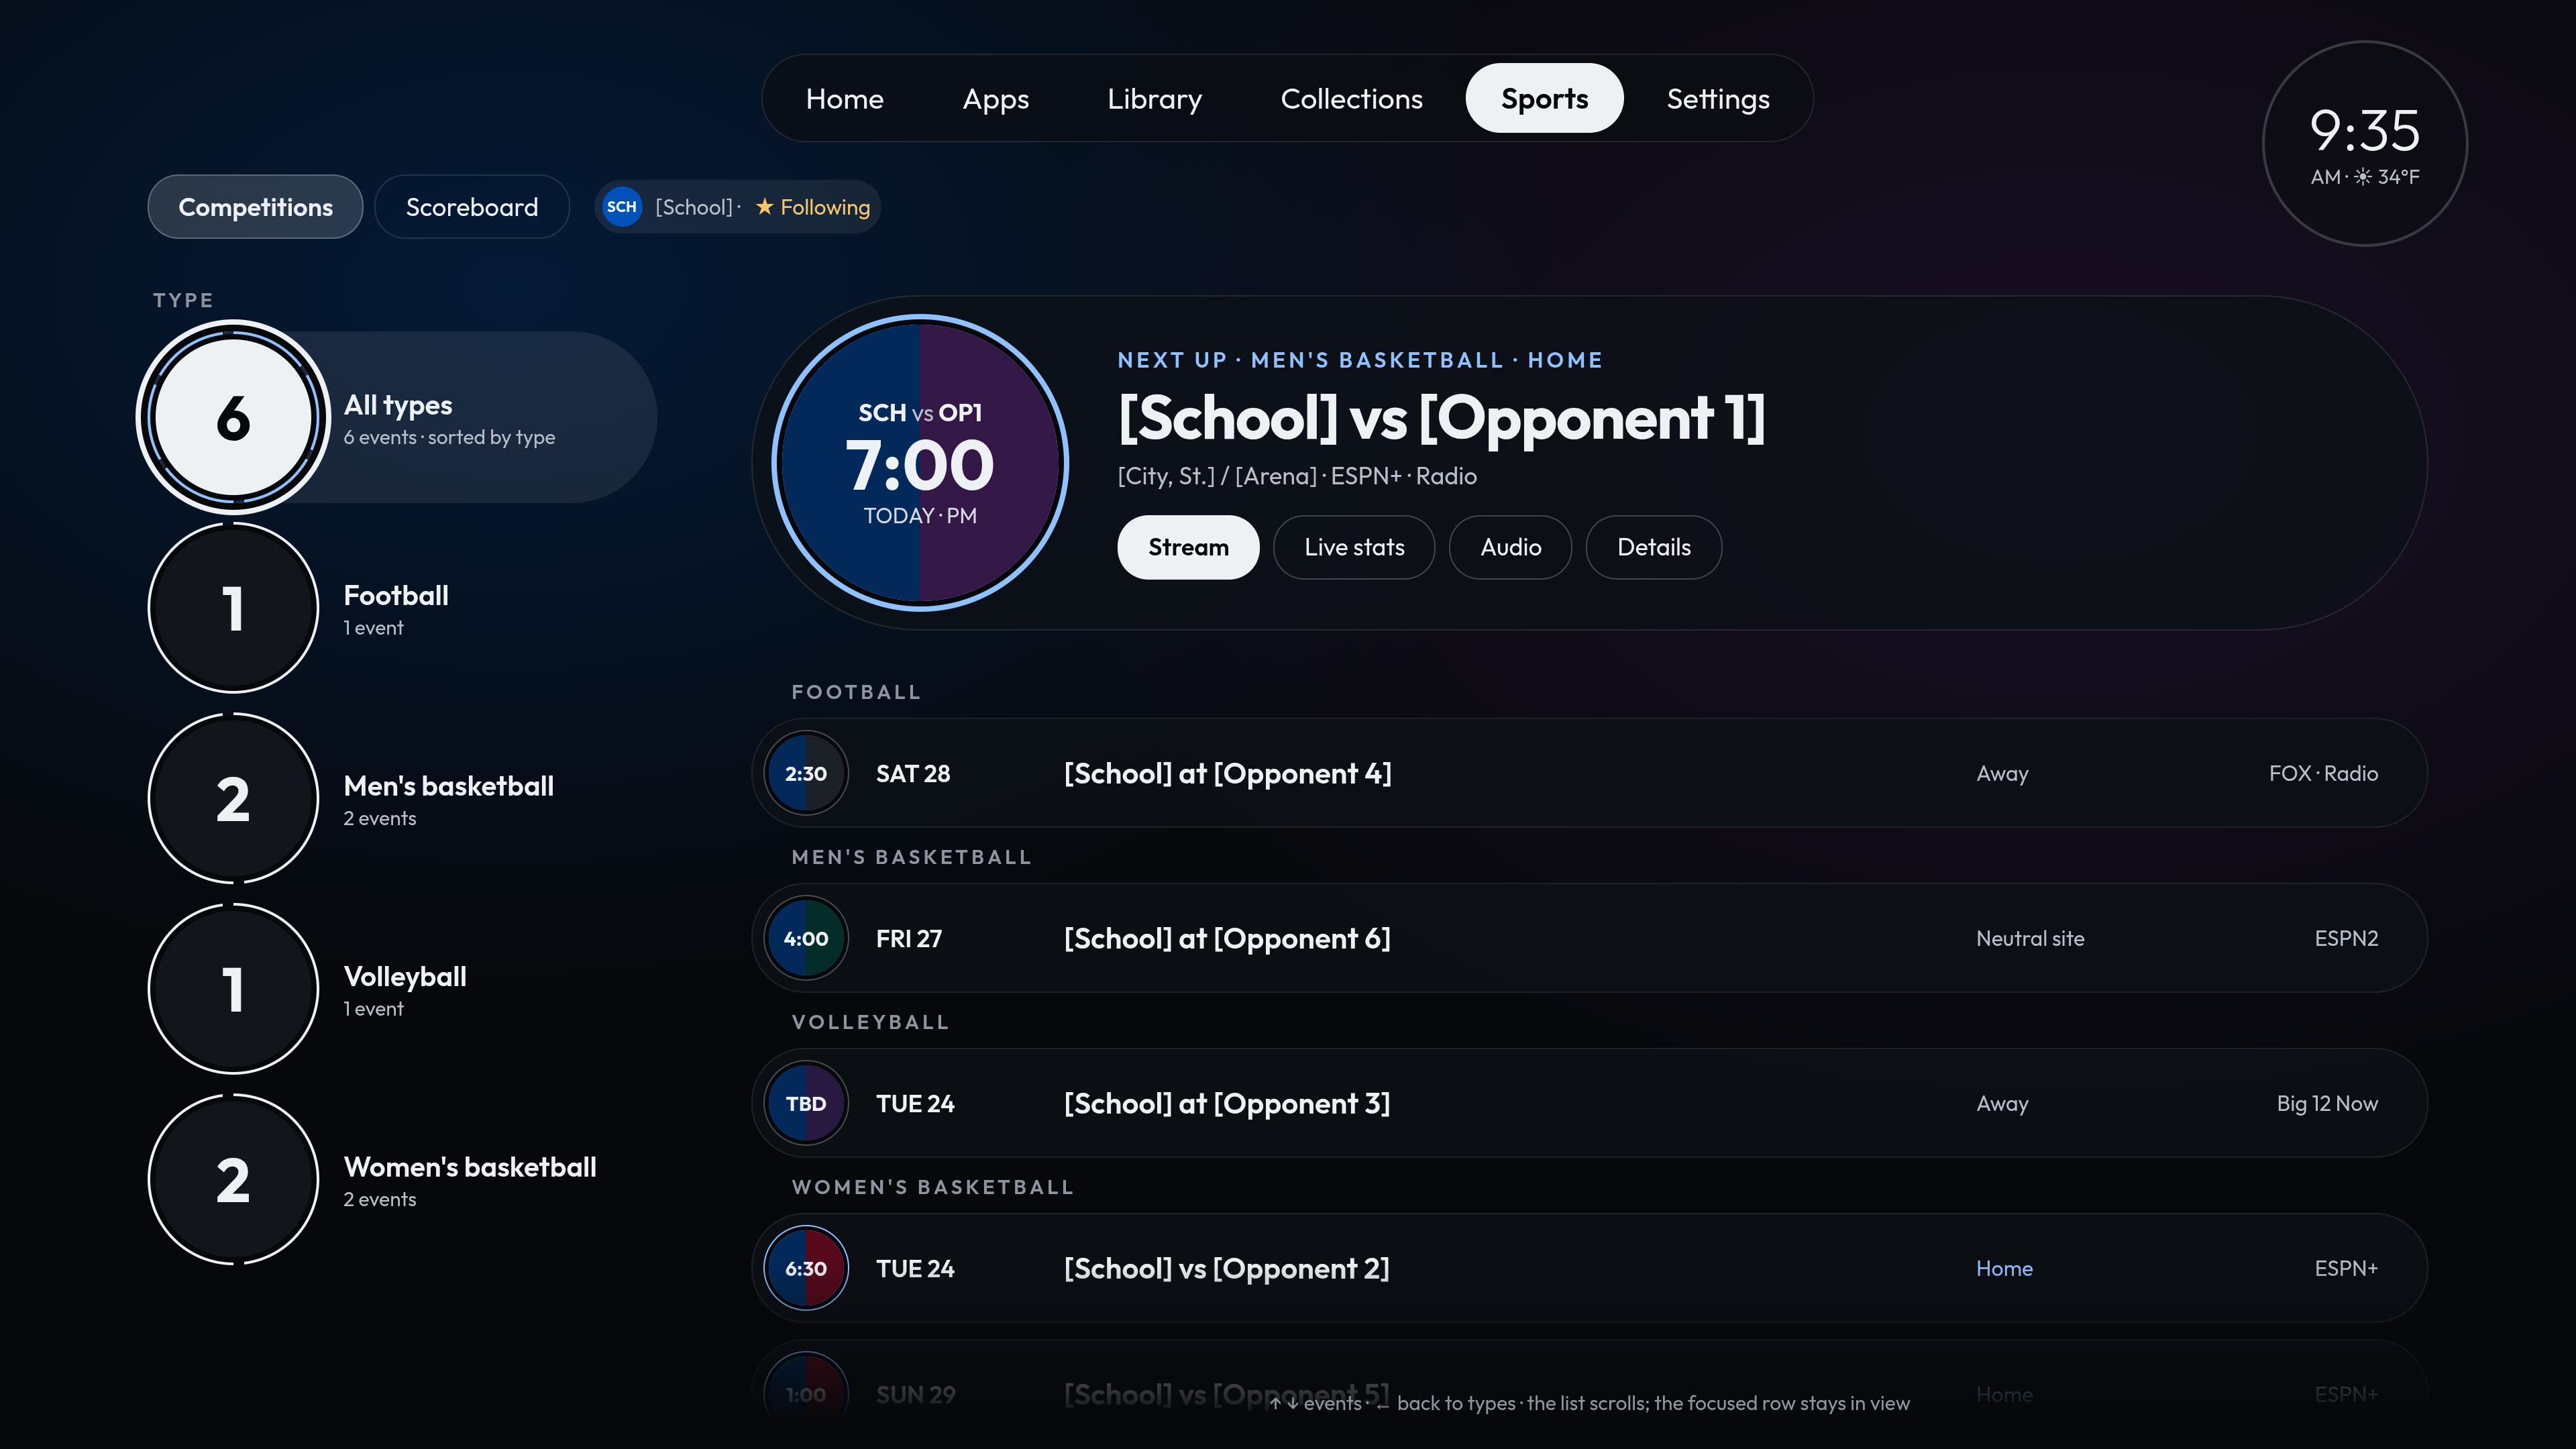 Home Apps Library Collections Sports Settings
9:35
AM · ☀ 34°F
Competitions Scoreboard SCH [School] · ★ Following
TYPE
6
All types
6 events · sorted by type
1
Football
1 event
2
Men's basketball
2 events
1
Volleyball
1 event
2
Women's basketball
2 events
SCH vs OP1
7:00
TODAY · PM
NEXT UP · MEN'S BASKETBALL · HOME
[School] vs [Opponent 1]
[City, St.] / [Arena] · ESPN+ · Radio
Stream Live stats Audio Details
FOOTBALL
2:30 SAT 28 [School] at [Opponent 4] Away FOX · Radio
MEN'S BASKETBALL
4:00 FRI 27 [School] at [Opponent 6] Neutral site ESPN2
VOLLEYBALL
TBD TUE 24 [School] at [Opponent 3] Away Big 12 Now
WOMEN'S BASKETBALL
6:30 TUE 24 [School] vs [Opponent 2] Home ESPN+
1:00 SUN 29 [School] vs [Opponent 5] Home ESPN+
↑ ↓ events · ← back to types · the list scrolls; the focused row stays in view